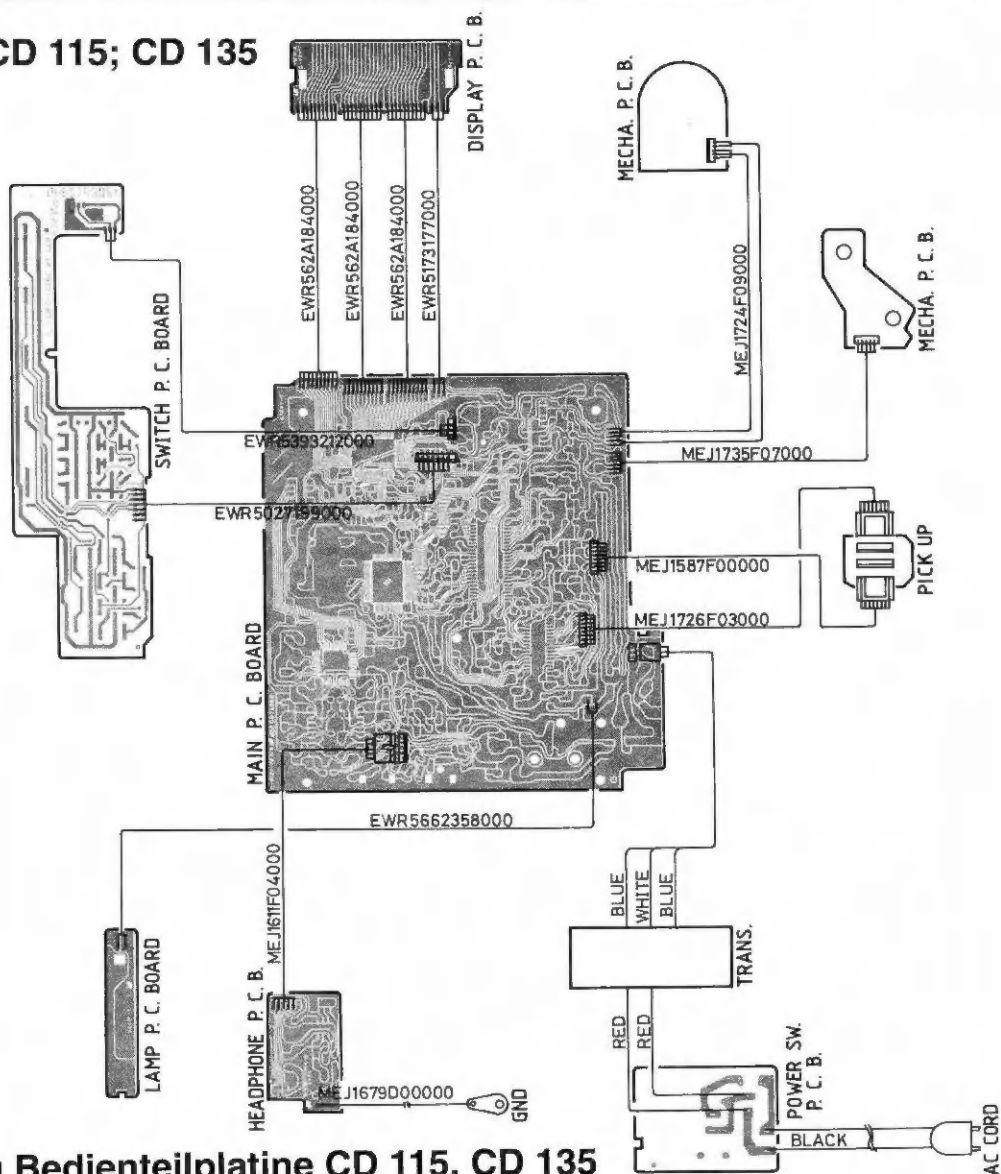 CD 115; CD 135
DISPLAY P. C. B.
MECHA. P. C. B.
EWR562A184000
EWR562A184000
EWR562A184000
EWR5173177000
MEJ1724F09000
SWITCH P. C. BOARD
MECHA. P. C. B.
EWR5393212000
MEJ1735F07000
EWR5027199000
MEJ1587F00000
PICK UP
MEJ1726F03000
MAIN P. C. BOARD
EWR5662358000
MEJ1611F04000
LAMP P. C. BOARD
BLUE
WHITE
BLUE
TRANS.
HEADPHONE P. C. B.
RED
RED
MEJ1679D00000
GND
POWER SW.
P. C. B.
BLACK
AC CORD
Bedienteilplatine CD 115, CD 135